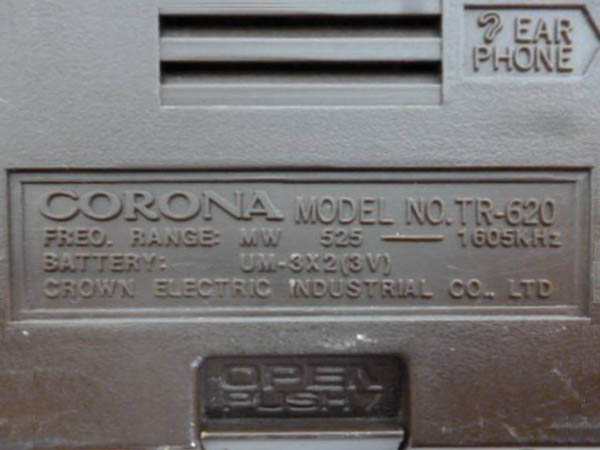 EAR
PHONE
CORONA MODEL NO.TR-620
FREQ. RANGE: MW 525 — 1605KHz
BATTERY: UM-3X2(3V)
CROWN ELECTRIC INDUSTRIAL CO., LTD
OPEN
PUSH